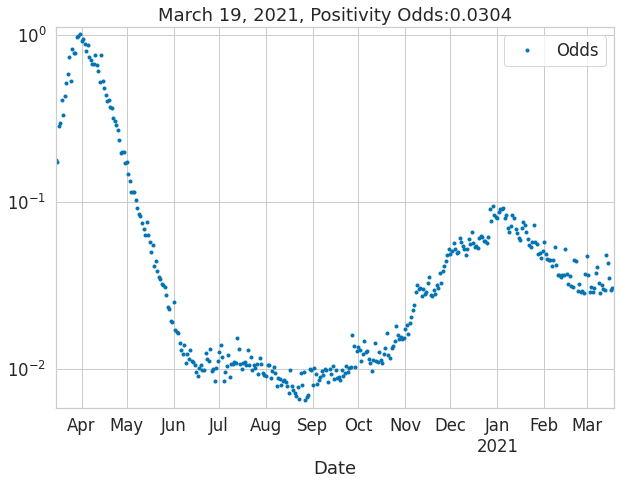 March 19, 2021, Positivity Odds:0.0304
Odds
10⁰
10⁻¹
10⁻²
Apr May Jun Jul Aug Sep Oct Nov Dec Jan Feb Mar
2021
Date